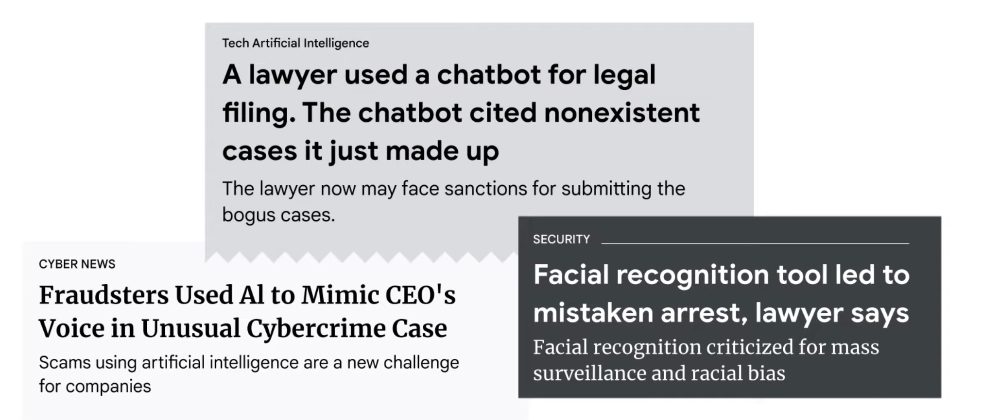 Tech Artificial Intelligence
A lawyer used a chatbot for legal
filing. The chatbot cited nonexistent
cases it just made up
The lawyer now may face sanctions for submitting the
bogus cases.
CYBER NEWS
Fraudsters Used Al to Mimic CEO's
Voice in Unusual Cybercrime Case
Scams using artificial intelligence are a new challenge
for companies
SECURITY
Facial recognition tool led to
mistaken arrest, lawyer says
Facial recognition criticized for mass
surveillance and racial bias